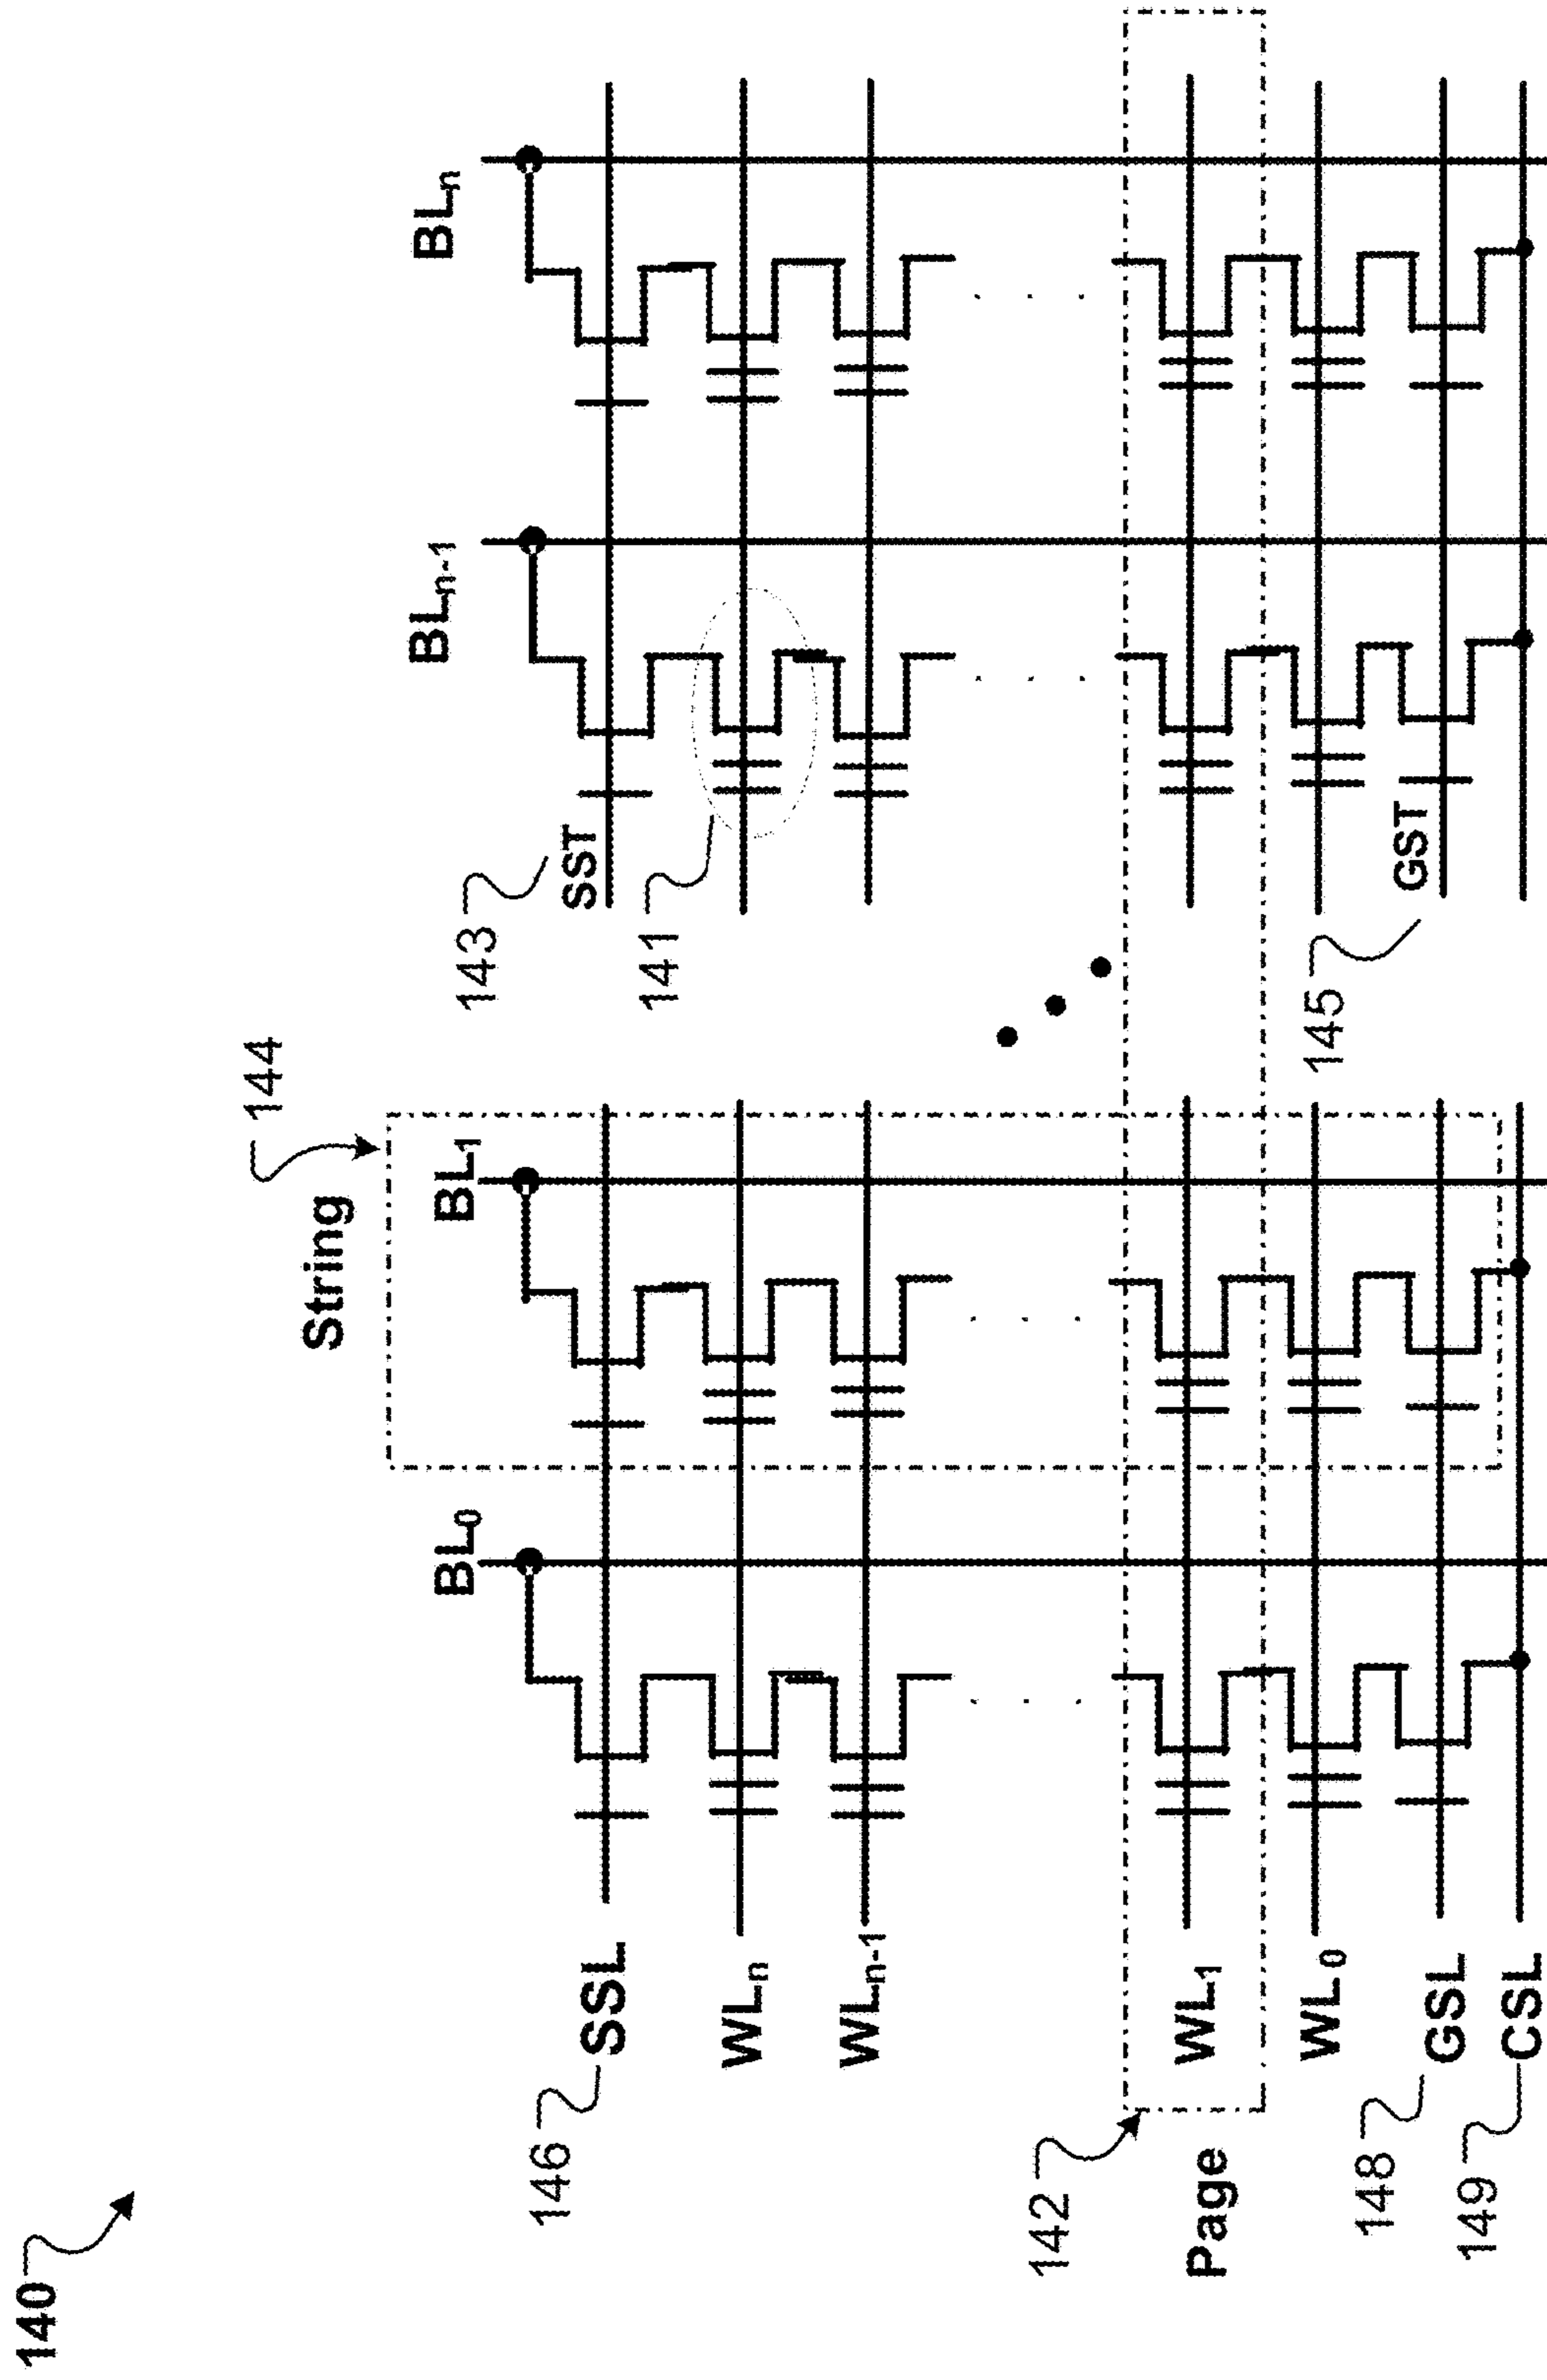 140
String
144
BL0
BL1
BLn-1
BLn
146
SSL
143
SST
WLn
141
WLn-1
142
Page
WL1
WL0
145
GST
148
GSL
149
CSL